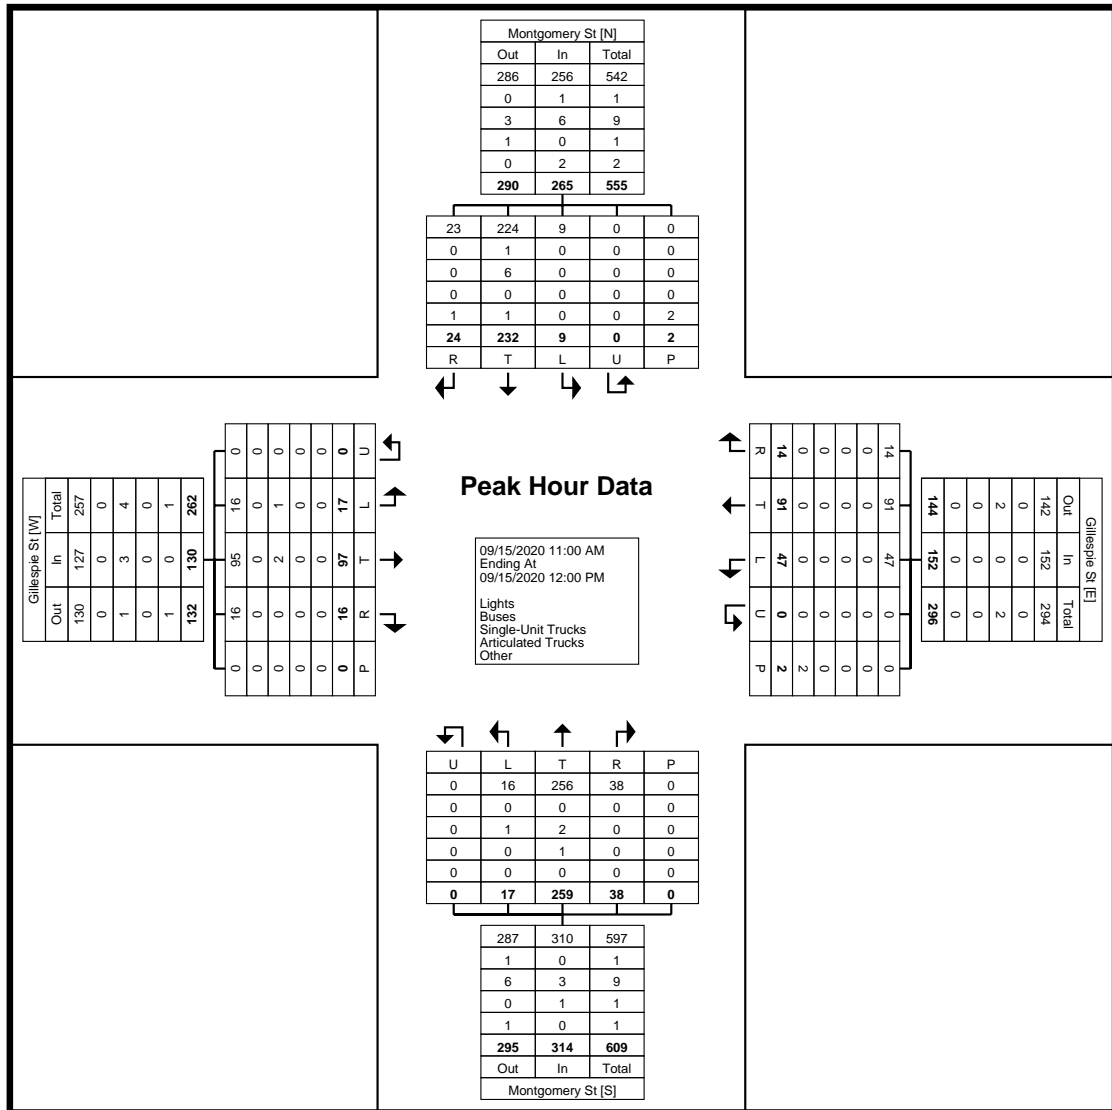 Montgomery St [N]
Out In Total
286 256 542
0 1 1
3 6 9
1 0 1
0 2 2
290 265 555
23 224 9 0 0
0 1 0 0 0
0 6 0 0 0
0 0 0 0 0
1 1 0 0 2
24 232 9 0 2
R T L U P
Gillespie St [W]
Total In Out
257 127 130
0 0 0
4 3 1
0 0 0
1 0 1
262 130 132
0 16 95 16 0
0 0 0 0 0
0 1 2 0 0
0 0 0 0 0
0 0 0 0 0
0 17 97 16 0
U L T R P
Peak Hour Data
09/15/2020 11:00 AM
Ending At
09/15/2020 12:00 PM
Lights
Buses
Single-Unit Trucks
Articulated Trucks
Other
R T L U P
14 91 47 0 2
0 0 0 0 2
0 0 0 0 0
0 0 0 0 0
0 0 0 0 0
14 91 47 0 0
Gillespie St [E]
Out In Total
142 152 294
0 0 0
2 0 2
0 0 0
0 0 0
144 152 296
U L T R P
0 16 256 38 0
0 0 0 0 0
0 1 2 0 0
0 0 1 0 0
0 0 0 0 0
0 17 259 38 0
287 310 597
1 0 1
6 3 9
0 1 1
1 0 1
295 314 609
Out In Total
Montgomery St [S]